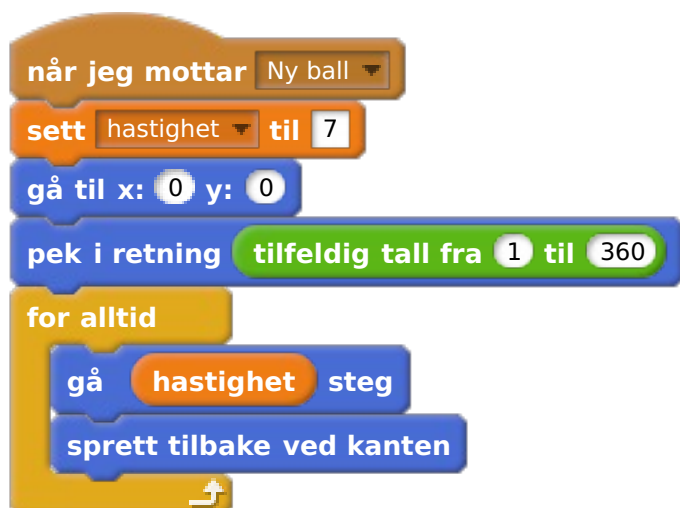 når jeg mottar Ny ball
sett hastighet til 7
gå til x: 0 y: 0
pek i retning tilfeldig tall fra 1 til 360
for alltid
gå hastighet steg
sprett tilbake ved kanten